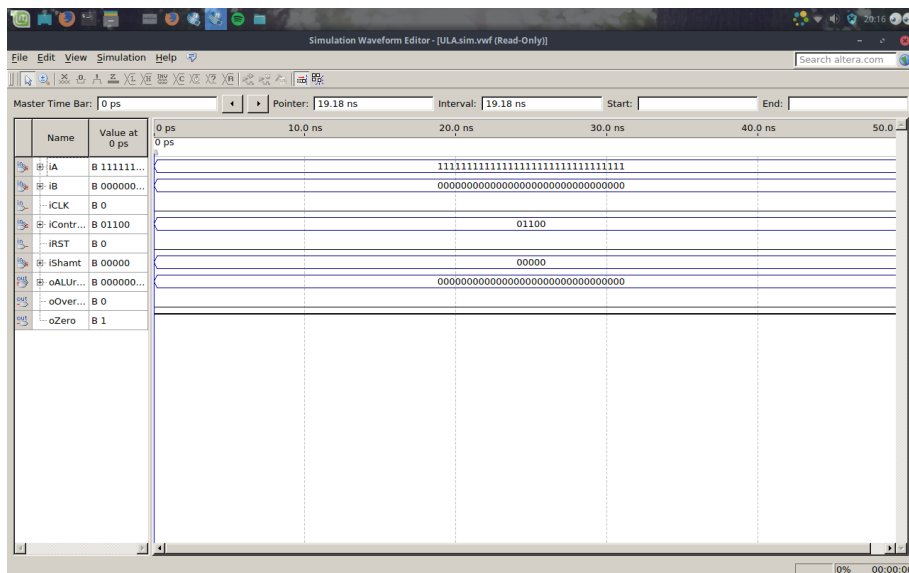 20:16
Simulation Waveform Editor - [ULA.sim.vwf (Read-Only)]
File Edit View Simulation Help
Search altera.com
Master Time Bar: 0 ps Pointer: 19.18 ns Interval: 19.18 ns Start: End:
Name Value at 0 ps 0 ps 10.0 ns 20.0 ns 30.0 ns 40.0 ns 50.0
0 ps
iA B 111111... 11111111111111111111111111111111
iB B 000000... 00000000000000000000000000000000
iCLK B 0
iContr... B 01100 01100
iRST B 0
iShamt B 00000 00000
oALUr... B 000000... 00000000000000000000000000000000
oOver... B 0
oZero B 1
0% 00:00:0